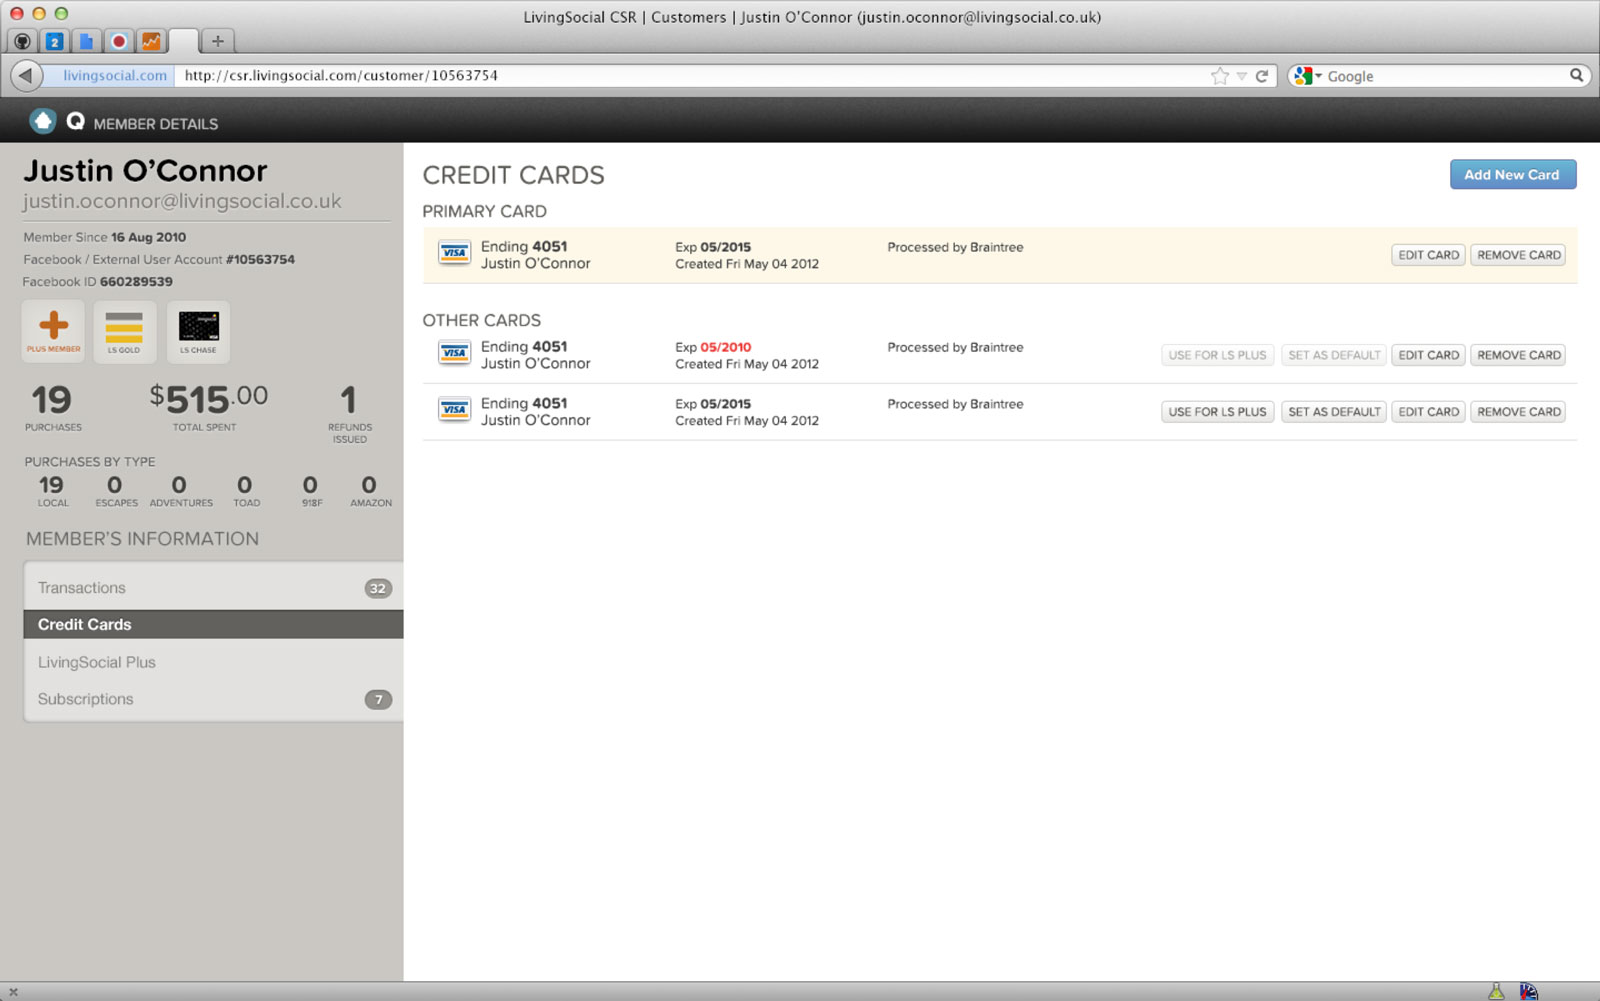 LivingSocial CSR | Customers | Justin O'Connor (justin.oconnor@livingsocial.co.uk)
2
livingsocial.com http://csr.livingsocial.com/customer/10563754 Google
MEMBER DETAILS
Justin O'Connor
justin.oconnor@livingsocial.co.uk
Member Since 16 Aug 2010
Facebook / External User Account #10563754
Facebook ID 660289539
PLUS MEMBER LS GOLD LS CHASE
19 $515.00 1
PURCHASES TOTAL SPENT REFUNDS ISSUED
PURCHASES BY TYPE
19 0 0 0 0 0
LOCAL ESCAPES ADVENTURES TOAD 918F AMAZON
MEMBER'S INFORMATION
Transactions 32
Credit Cards
LivingSocial Plus
Subscriptions 7
CREDIT CARDS Add New Card
PRIMARY CARD
VISA Ending 4051 Exp 05/2015 Processed by Braintree EDIT CARD REMOVE CARD
Justin O'Connor Created Fri May 04 2012
OTHER CARDS
VISA Ending 4051 Exp 05/2010 Processed by Braintree USE FOR LS PLUS SET AS DEFAULT EDIT CARD REMOVE CARD
Justin O'Connor Created Fri May 04 2012
VISA Ending 4051 Exp 05/2015 Processed by Braintree USE FOR LS PLUS SET AS DEFAULT EDIT CARD REMOVE CARD
Justin O'Connor Created Fri May 04 2012